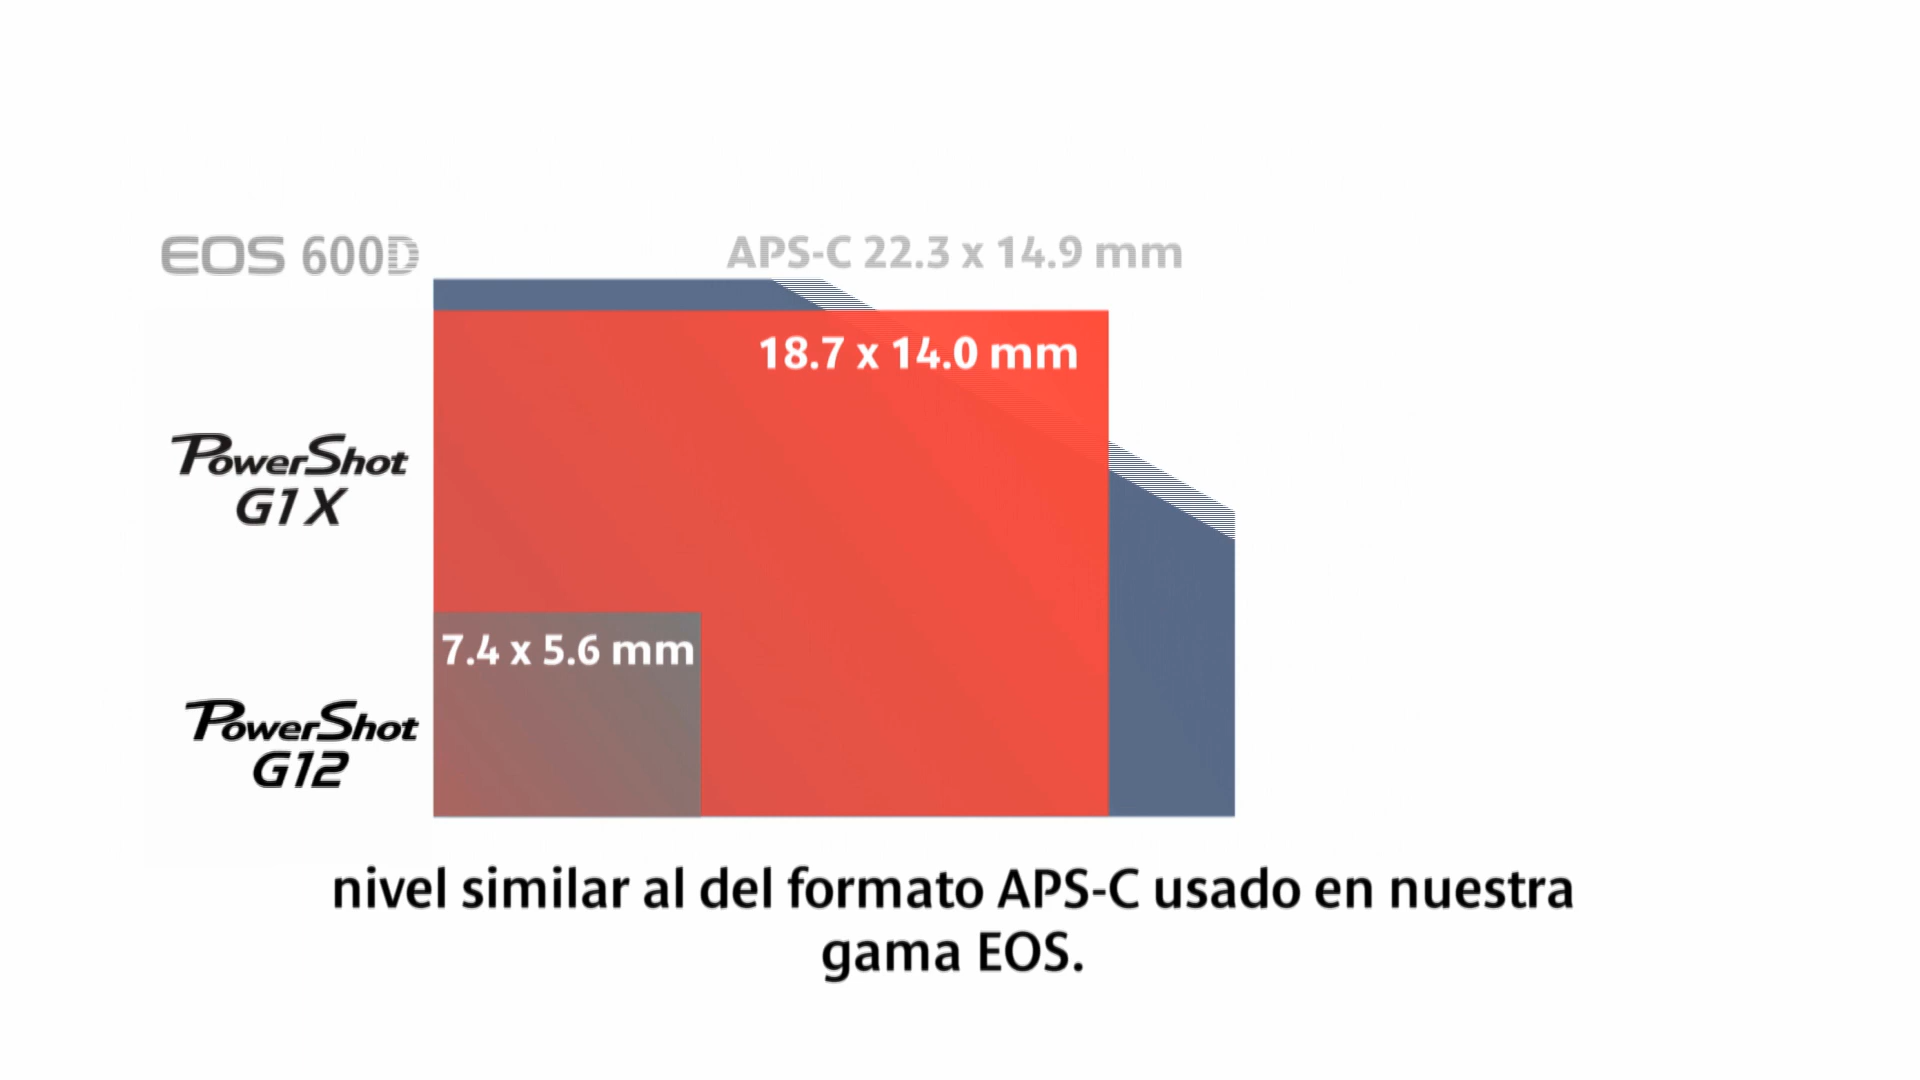 EOS 600D
APS-C 22.3 x 14.9 mm
18.7 x 14.0 mm
PowerShot
G1 X
7.4 x 5.6 mm
PowerShot
G12
nivel similar al del formato APS-C usado en nuestra
gama EOS.